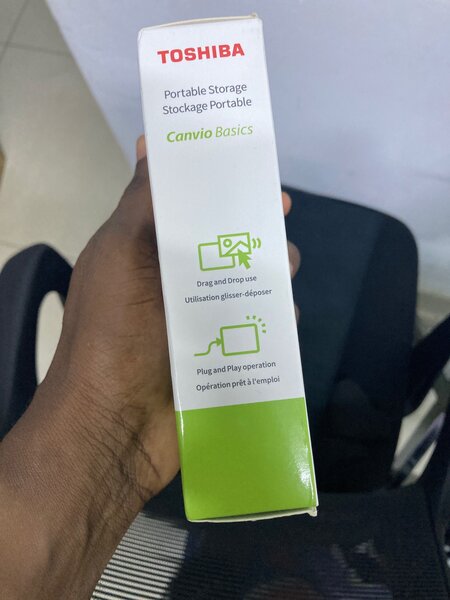 TOSHIBA
Portable Storage
Stockage Portable
Canvio Basics
Drag and Drop use
Utilisation glisser-déposer
Plug and Play operation
Opération prêt à l'emploi